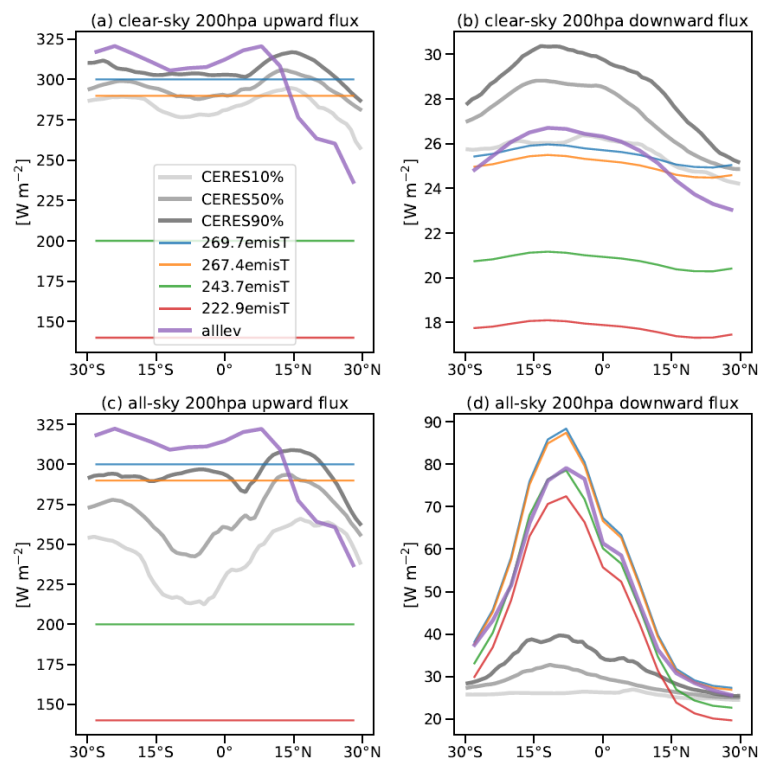 (a) clear-sky 200hpa upward flux
(b) clear-sky 200hpa downward flux
325
300
275
250
200
175
150
[W m⁻²]
CERES10%
CERES50%
CERES90%
269.7emisT
267.4emisT
243.7emisT
222.9emisT
alllev
30°S 15°S 0° 15°N 30°N
30
28
26
24
22
20
18
[W m⁻²]
30°S 15°S 0° 15°N 30°N
(c) all-sky 200hpa upward flux
(d) all-sky 200hpa downward flux
325
300
275
250
225
200
175
150
[W m⁻²]
30°S 15°S 0° 15°N 30°N
90
80
70
60
50
40
30
20
[W m⁻²]
30°S 15°S 0° 15°N 30°N